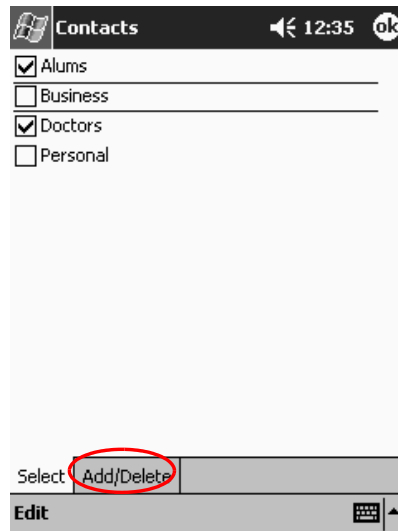 Contacts 12:35 ok
Alums
Business
Doctors
Personal
Select Add/Delete
Edit